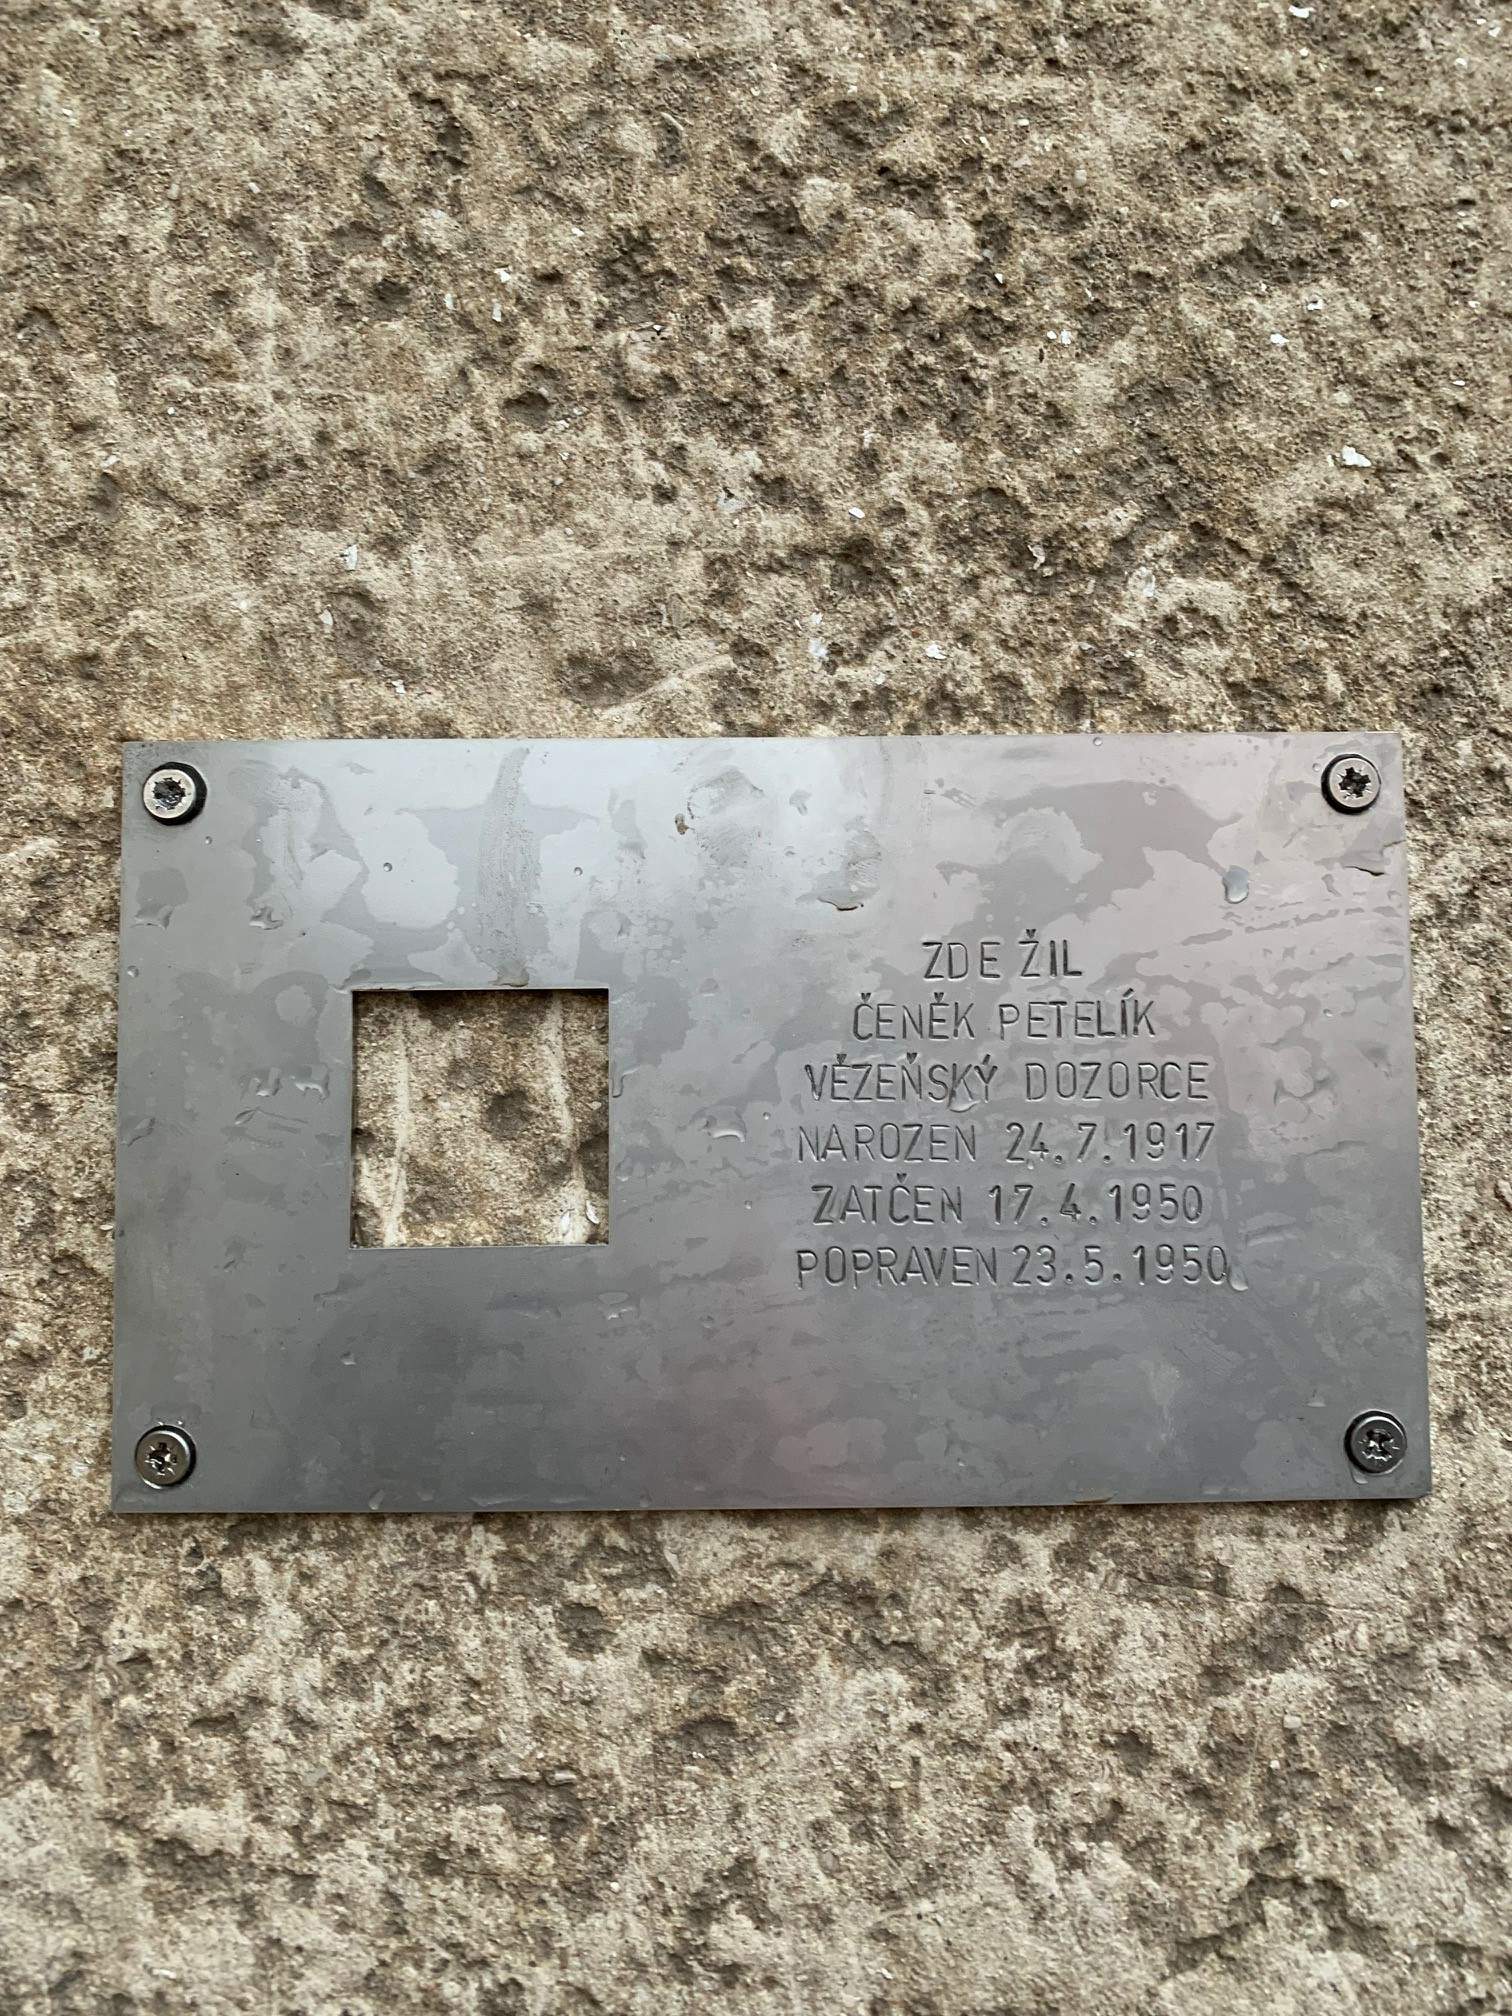 ZDE ŽIL
ČENĚK PETELÍK
VĚZEŇSKÝ DOZORCE
NAROZEN 24.7.1917
ZATČEN 17.4.1950
POPRAVEN 23.5.1950